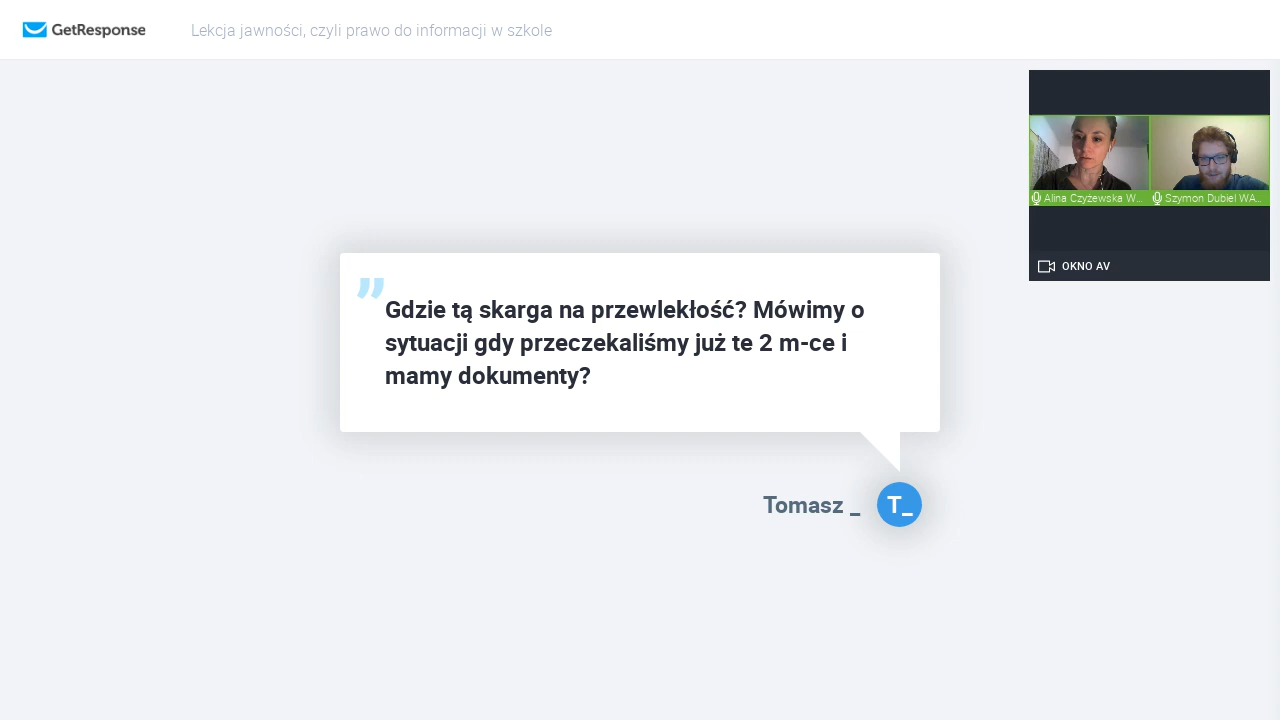 GetResponse
Lekcja jawności, czyli prawo do informacji w szkole
Alina Czyżewska W...
Szymon Dubiel WA...
OKNO AV
Gdzie tą skarga na przewlekłość? Mówimy o
sytuacji gdy przeczekaliśmy już te 2 m-ce i
mamy dokumenty?
Tomasz _
T_